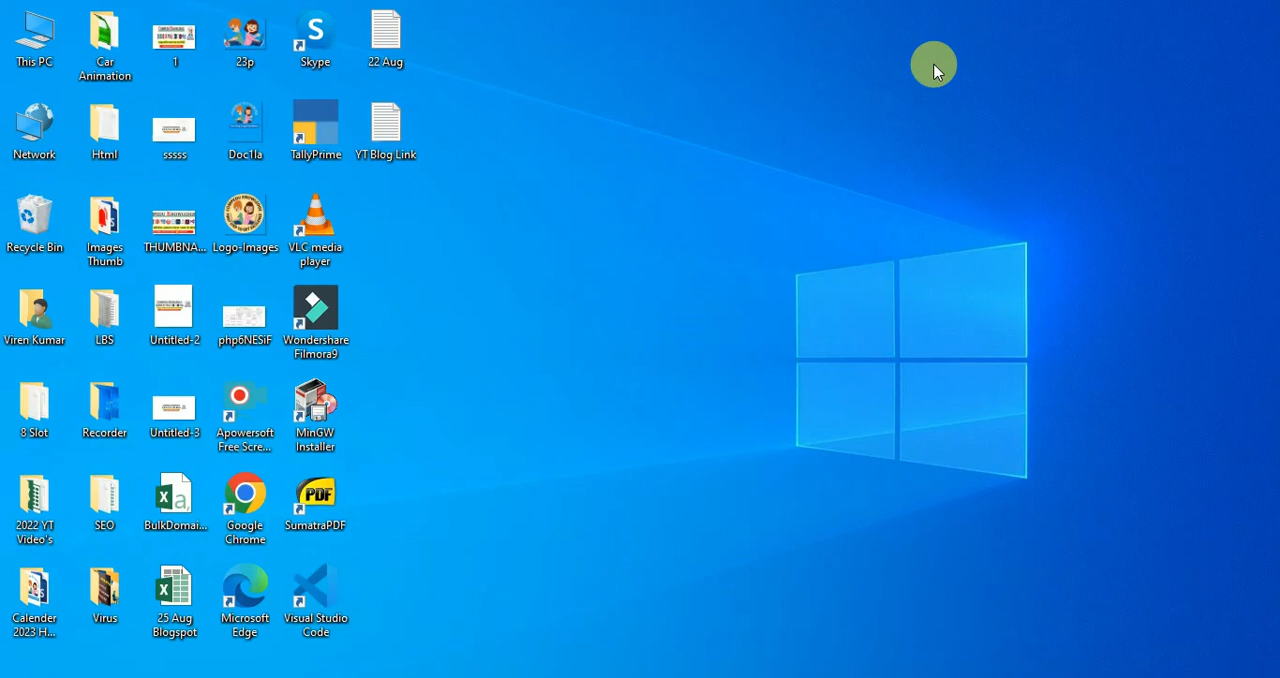 This PC
Car
Animation
1
23p
Skype
22 Aug
Network
Html
sssss
Doc1la
TallyPrime
YT Blog Link
Recycle Bin
Images
Thumb
THUMBNA...
Logo-Images
VLC media
player
Viren Kumar
LBS
Untitled-2
php6NESiF
Wondershare
Filmora9
8 Slot
Recorder
Untitled-3
Apowersoft
Free Scre...
MinGW
Installer
2022 YT
Video's
SEO
BulkDomai...
Google
Chrome
PDF
SumatraPDF
Calender
2023 H...
Virus
25 Aug
Blogspot
Microsoft
Edge
Visual Studio
Code